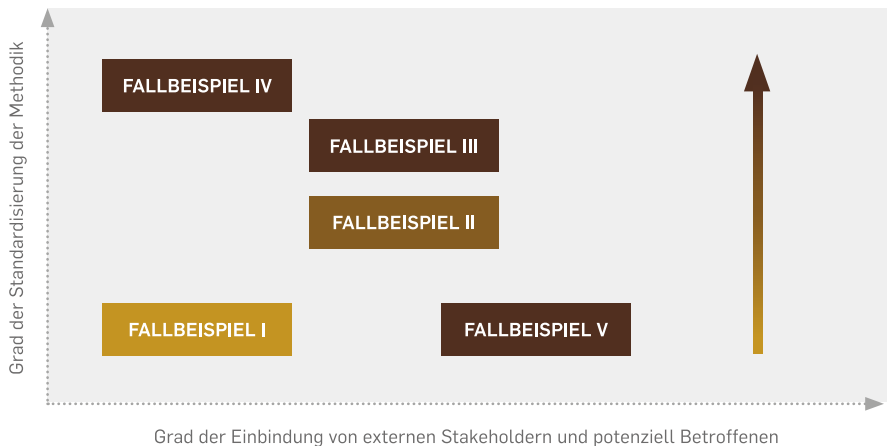 Grad der Standardisierung der Methodik
FALLBEISPIEL IV
FALLBEISPIEL III
FALLBEISPIEL II
FALLBEISPIEL I
FALLBEISPIEL V
Grad der Einbindung von externen Stakeholdern und potenziell Betroffenen